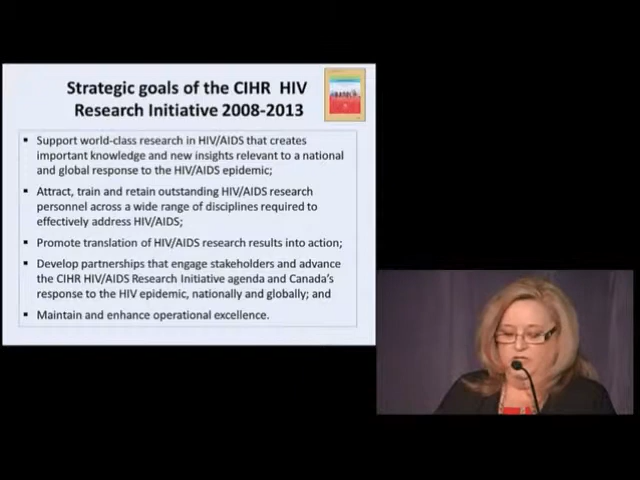 Strategic goals of the CIHR HIV
Research Initiative 2008-2013
▪ Support world-class research in HIV/AIDS that creates
important knowledge and new insights relevant to a national
and global response to the HIV/AIDS epidemic;
▪ Attract, train and retain outstanding HIV/AIDS research
personnel across a wide range of disciplines required to
effectively address HIV/AIDS;
▪ Promote translation of HIV/AIDS research results into action;
▪ Develop partnerships that engage stakeholders and advance
the CIHR HIV/AIDS Research Initiative agenda and Canada's
response to the HIV epidemic, nationally and globally; and
▪ Maintain and enhance operational excellence.